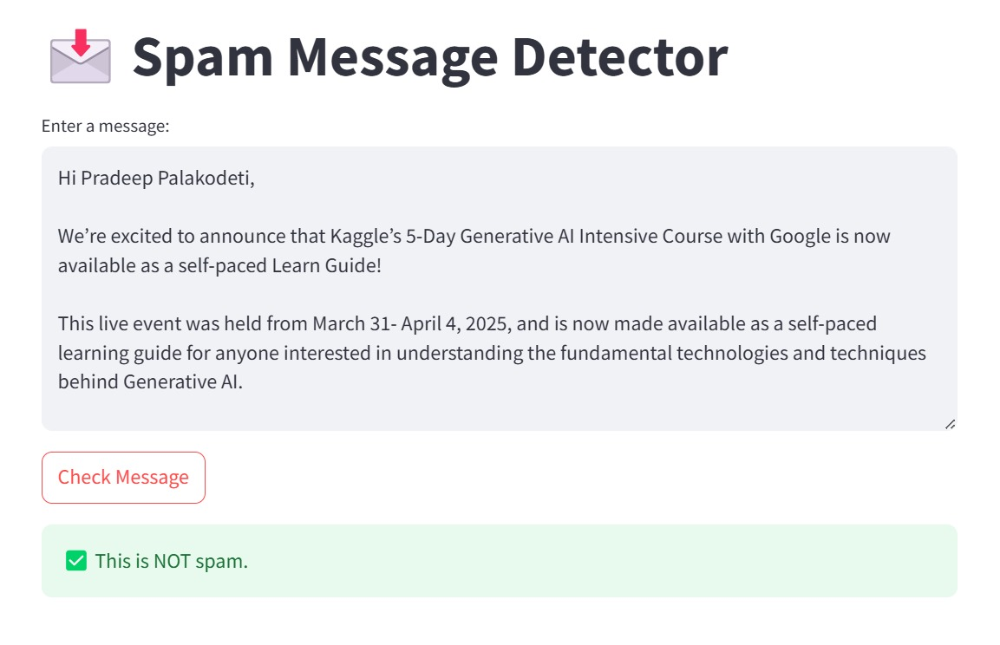 Spam Message Detector
Enter a message:
Hi Pradeep Palakodeti,
We’re excited to announce that Kaggle’s 5-Day Generative AI Intensive Course with Google is now
available as a self-paced Learn Guide!
This live event was held from March 31- April 4, 2025, and is now made available as a self-paced
learning guide for anyone interested in understanding the fundamental technologies and techniques
behind Generative AI.
Check Message
This is NOT spam.